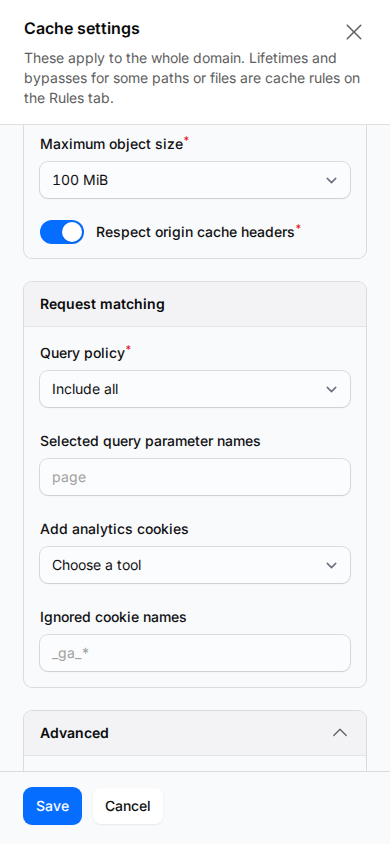 Cache settings
These apply to the whole domain. Lifetimes and
bypasses for some paths or files are cache rules on
the Rules tab.
Maximum object size*
100 MiB
Respect origin cache headers*
Request matching
Query policy*
Include all
Selected query parameter names
page
Add analytics cookies
Choose a tool
Ignored cookie names
_ga_*
Advanced
Save
Cancel